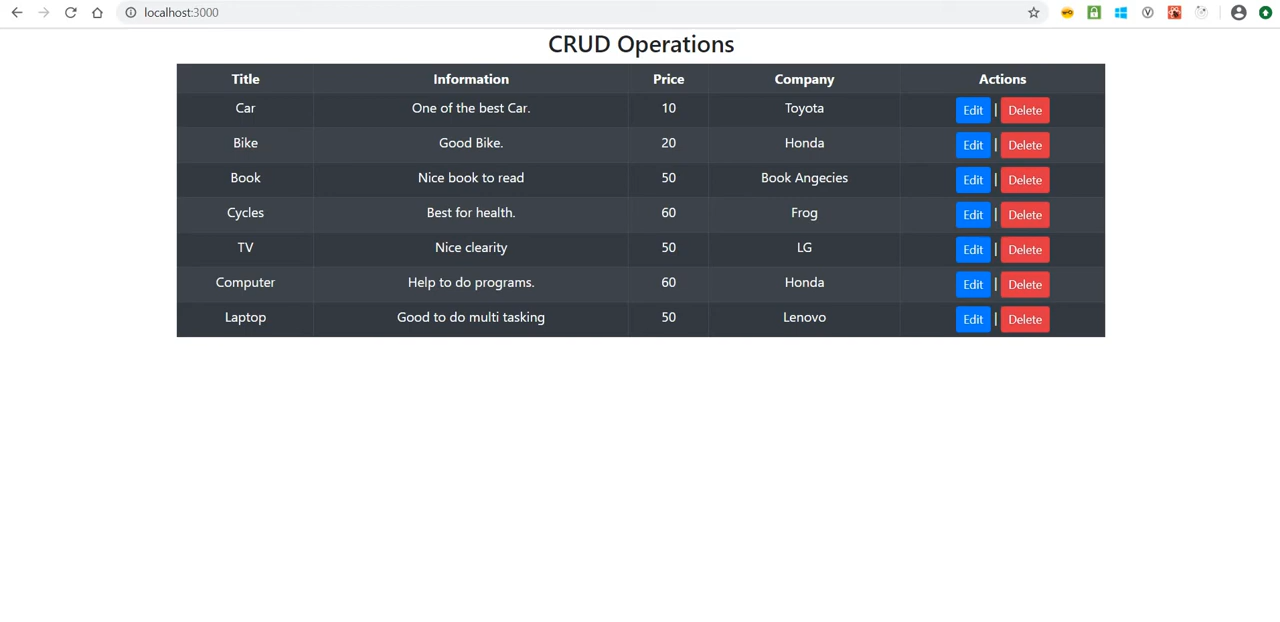 localhost:3000
CRUD Operations
Title Information Price Company Actions
Car One of the best Car. 10 Toyota Edit | Delete
Bike Good Bike. 20 Honda Edit | Delete
Book Nice book to read 50 Book Angecies Edit | Delete
Cycles Best for health. 60 Frog Edit | Delete
TV Nice clearity 50 LG Edit | Delete
Computer Help to do programs. 60 Honda Edit | Delete
Laptop Good to do multi tasking 50 Lenovo Edit | Delete